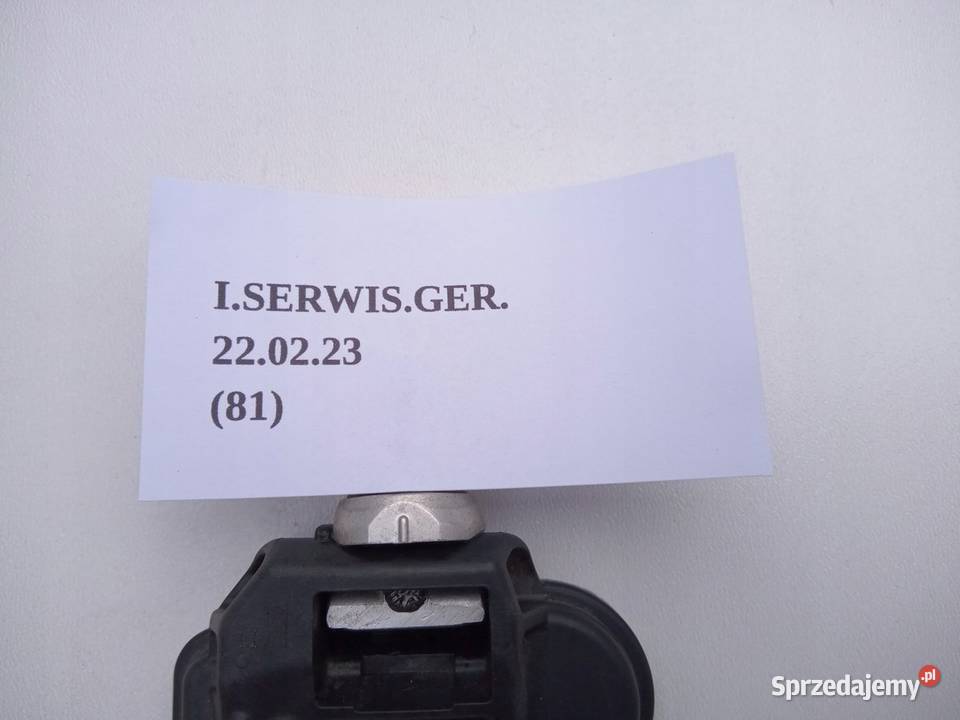 I.SERWIS.GER.
22.02.23
(81)
Sprzedajemy.pl